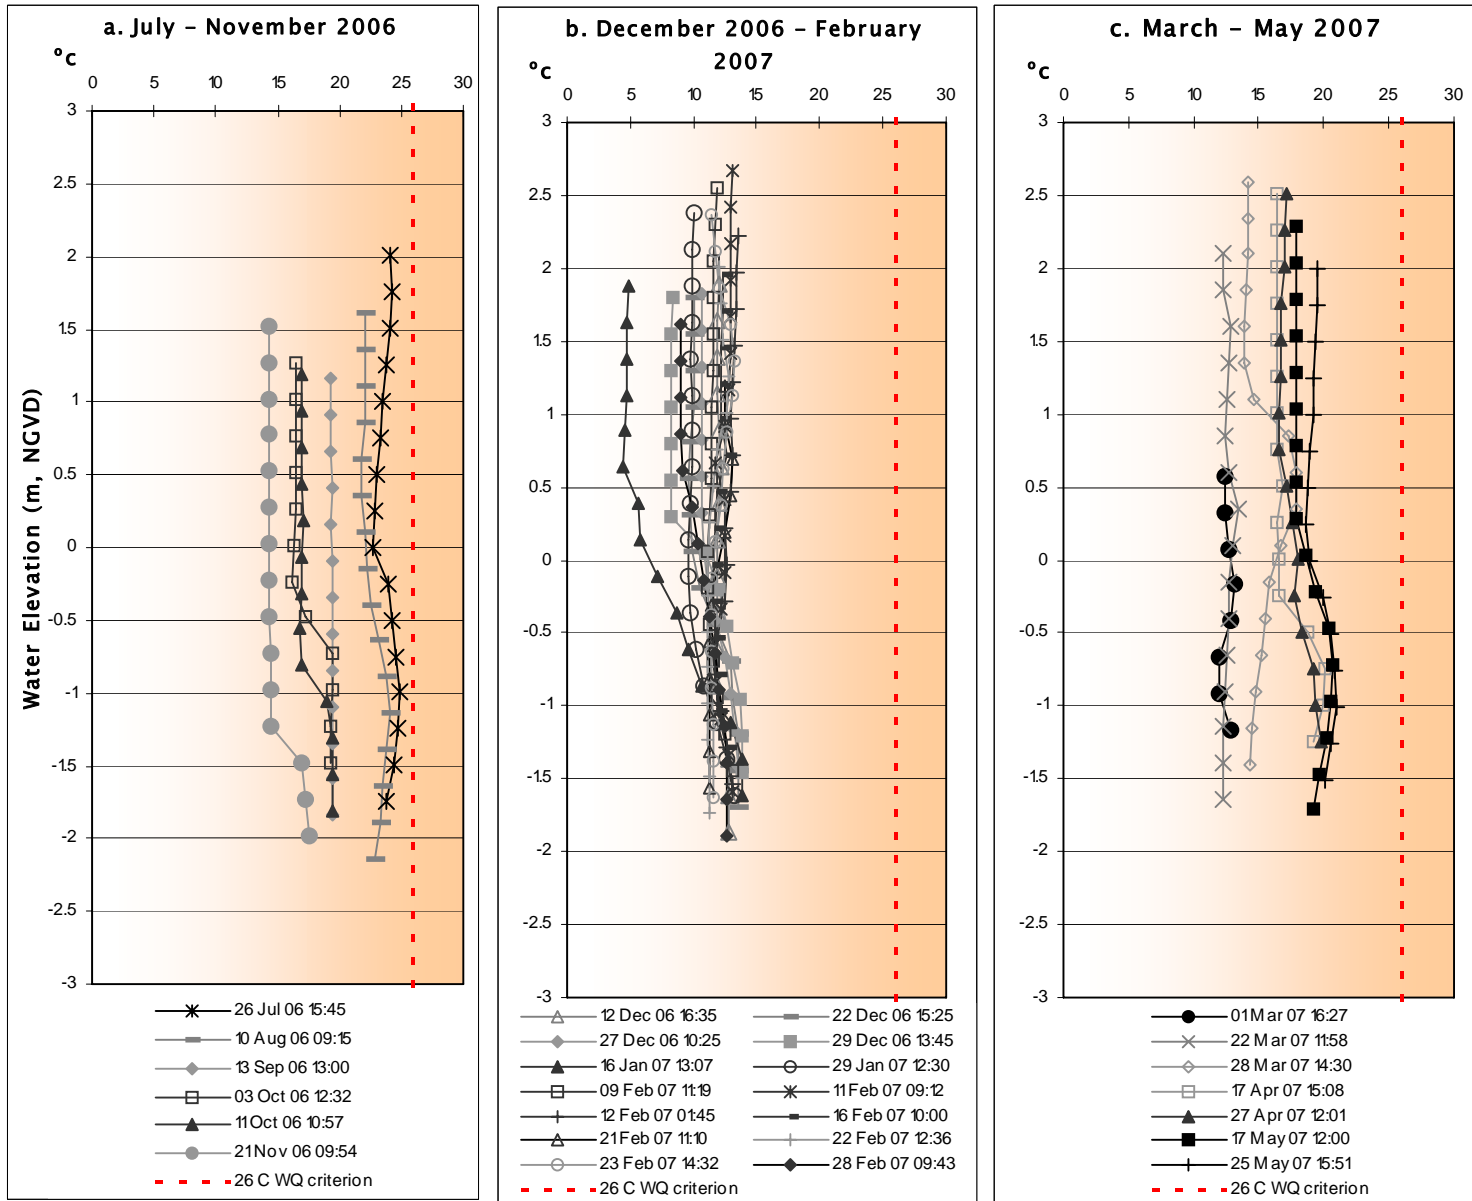 a. July – November 2006
°c
0 5 10 15 20 25 30
3
2.5
2
1.5
1
0.5
0
-0.5
-1
-1.5
-2
-2.5
-3
Water Elevation (m, NGVD)
26 Jul 06 15:45
10 Aug 06 09:15
13 Sep 06 13:00
03 Oct 06 12:32
11 Oct 06 10:57
21 Nov 06 09:54
26 C WQ criterion
b. December 2006 – February
2007
°c
0 5 10 15 20 25 30
3
2.5
2
1.5
1
0.5
0
-0.5
-1
-1.5
-2
-2.5
-3
12 Dec 06 16:35 22 Dec 06 15:25
27 Dec 06 10:25 29 Dec 06 13:45
16 Jan 07 13:07 29 Jan 07 12:30
09 Feb 07 11:19 11 Feb 07 09:12
12 Feb 07 01:45 16 Feb 07 10:00
21 Feb 07 11:10 22 Feb 07 12:36
23 Feb 07 14:32 28 Feb 07 09:43
26 C WQ criterion
c. March – May 2007
°c
0 5 10 15 20 25 30
3
2.5
2
1.5
1
0.5
0
-0.5
-1
-1.5
-2
-2.5
-3
01 Mar 07 16:27
22 Mar 07 11:58
28 Mar 07 14:30
17 Apr 07 15:08
27 Apr 07 12:01
17 May 07 12:00
25 May 07 15:51
26 C WQ criterion